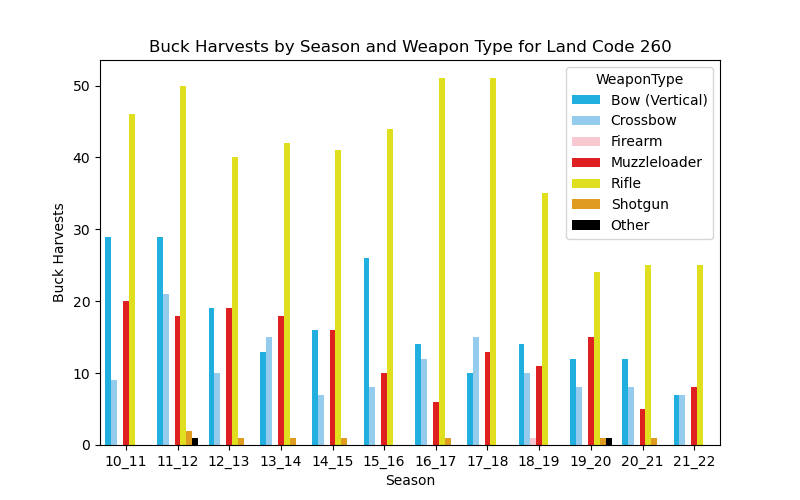 Buck Harvests by Season and Weapon Type for Land Code 260
WeaponType
Bow (Vertical)
Crossbow
Firearm
Muzzleloader
Rifle
Shotgun
Other
Buck Harvests
50
40
30
20
10
0
10_11 11_12 12_13 13_14 14_15 15_16 16_17 17_18 18_19 19_20 20_21 21_22
Season